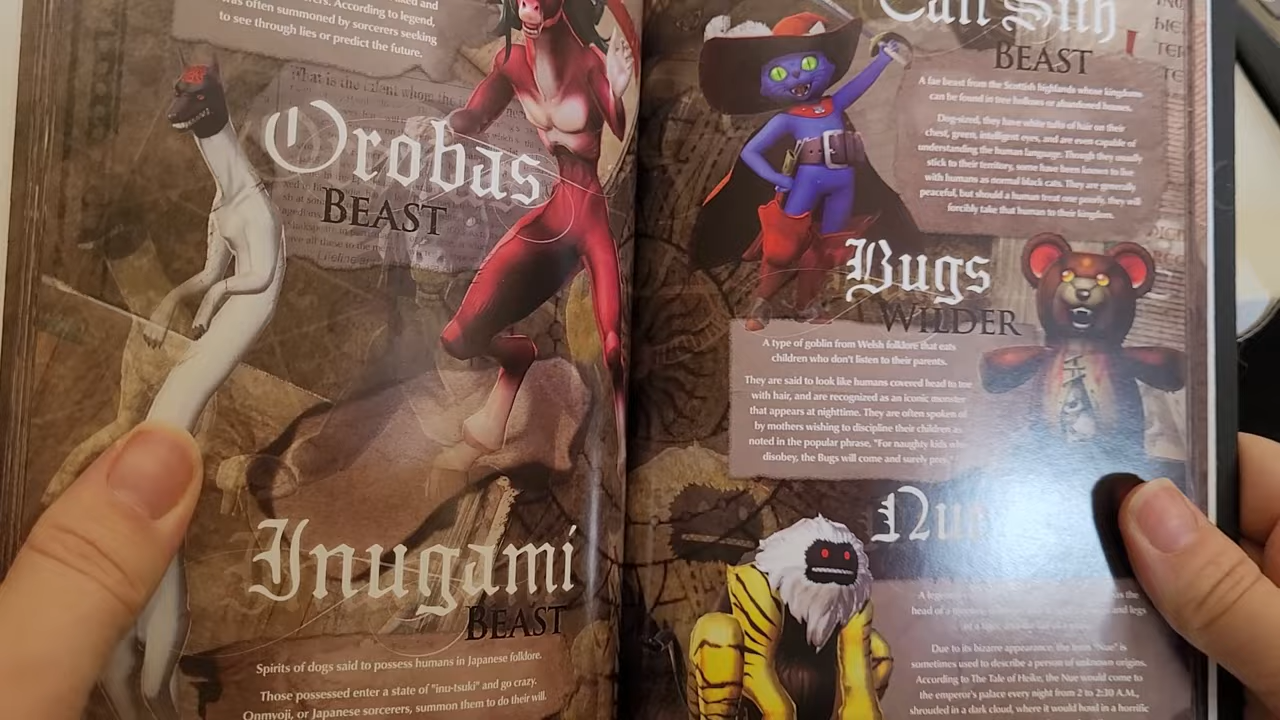 According to legend,
was often summoned by sorcerers seeking
to see through lies or predict the future.
What is the talent whom the
Orobas
BEAST
Inugami
BEAST
Spirits of dogs said to possess humans in Japanese folklore.
Those possessed enter a state of "inu-tsuki" and go crazy.
Onmyoji, or Japanese sorcerers, summon them to do their will.
Cait Sith
BEAST
A fae beast from the Scottish highlands whose kingdoms
can be found in tree hollows or abandoned homes.
Dog-sized, they have white tufts of hair on their
chest, green, intelligent eyes, and are even capable of
understanding the human language. Though they usually
stick to their territory, some have been known to live
with humans as normal black cats. They are generally
peaceful, but should a human treat one poorly, they will
forcibly take that human to their kingdom.
Bugs
WILDER
A type of goblin from Welsh folklore that eats
children who don't listen to their parents.
They are said to look like humans covered head to toe
with hair, and are recognized as an iconic monster
that appears at nighttime. They are often spoken of
by mothers wishing to discipline their children as
noted in the popular phrase, "For naughty kids who
disobey, the Bugs will come and surely
Nue
the
head of a and legs
Due to its bizarre appearance, the term "Nue" is
sometimes used to describe a person of unknown origins.
According to The Tale of Heike, the Nue would come to
the emperor's palace every night from 2 to 2:30 A.M.,
shrouded in a dark cloud, where it would howl in a horrific